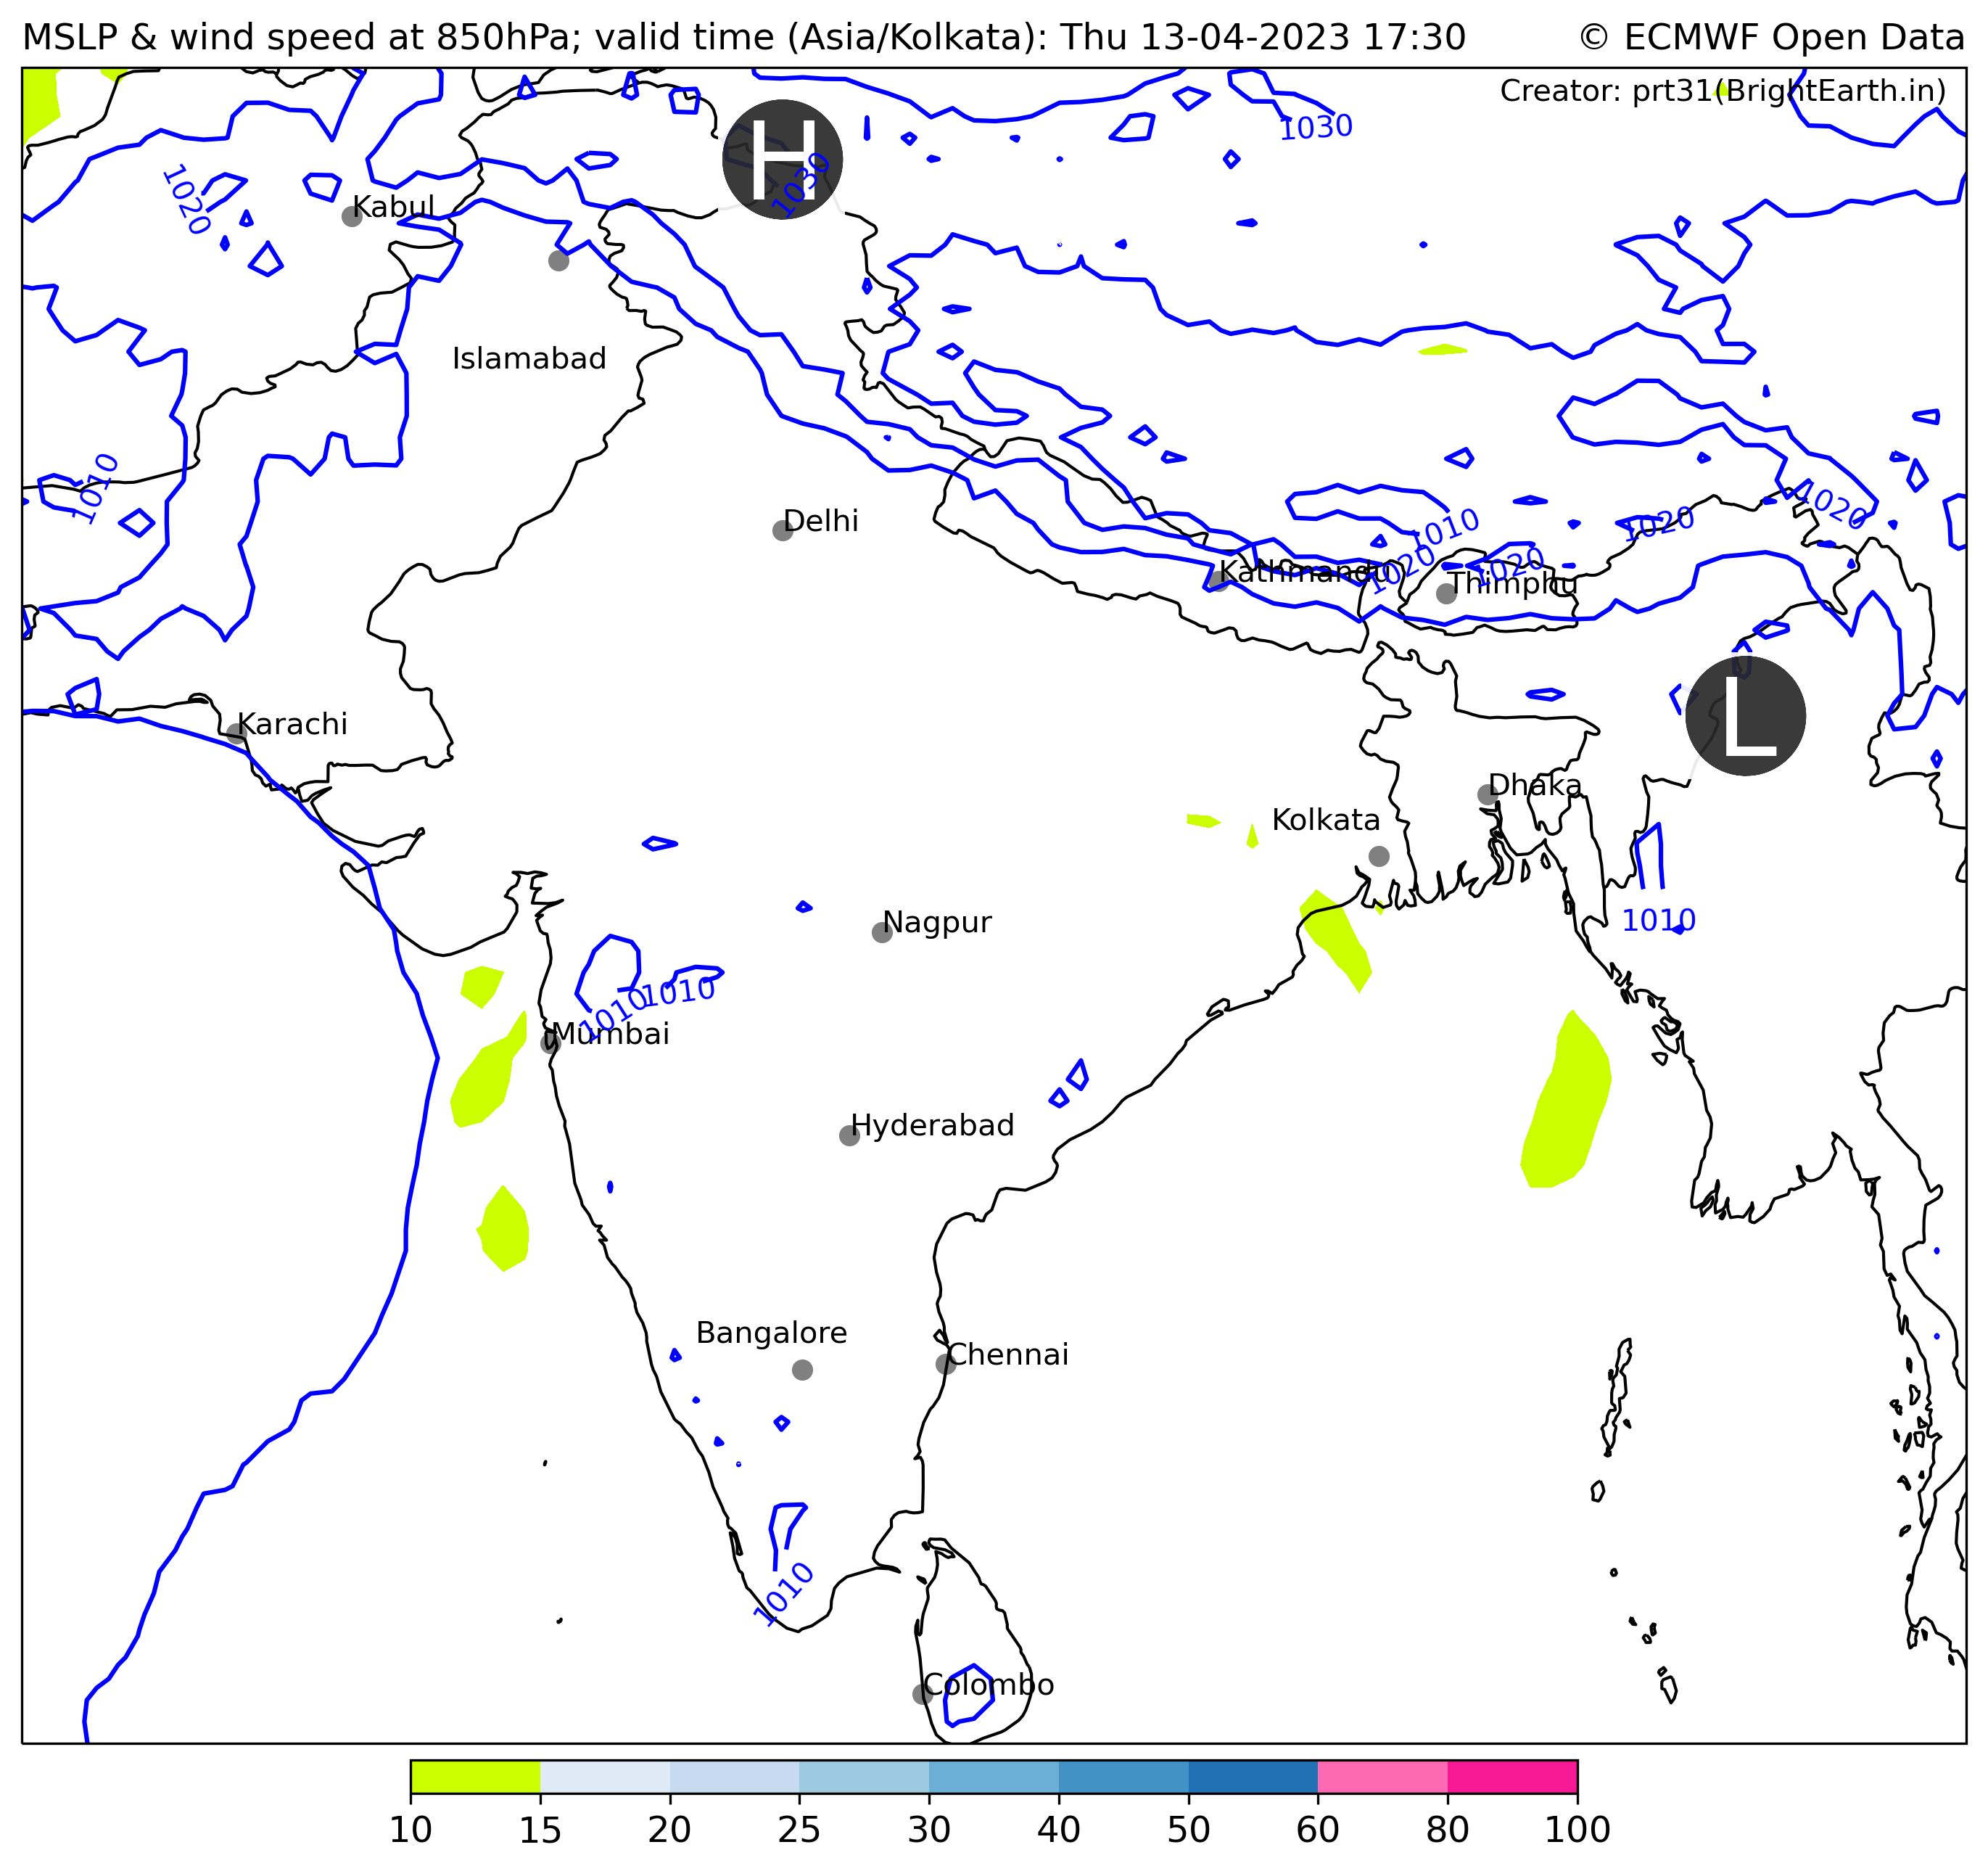 MSLP & wind speed at 850hPa; valid time (Asia/Kolkata): Thu 13-04-2023 17:30 © ECMWF Open Data
Creator: prt31(BrightEarth.in)
1030
H
1030
1020
Kabul
Islamabad
1010
Delhi
1010
1020
1020
1020
1020
Kathmandu
Thimphu
L
Karachi
Dhaka
Kolkata
Nagpur
1010
1010
1010
Mumbai
Hyderabad
Bangalore
Chennai
1010
Colombo
10 15 20 25 30 40 50 60 80 100